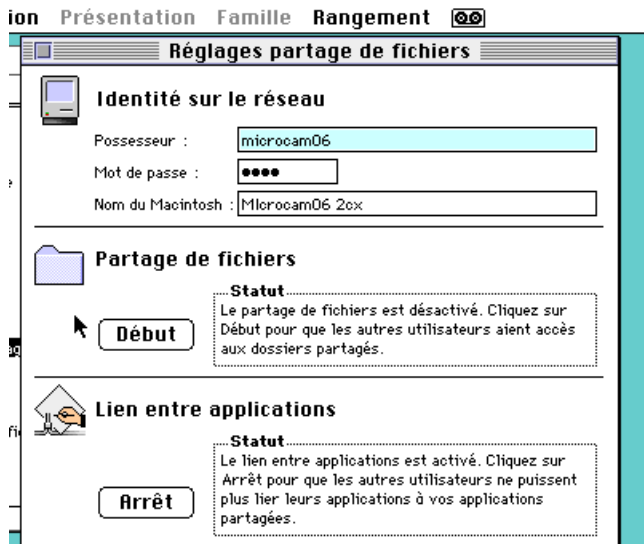 ion Présentation Famille Rangement
Réglages partage de fichiers
Identité sur le réseau
Possesseur : microcam06
Mot de passe : ●●●●
Nom du Macintosh : MIcrocam06 2cx
Partage de fichiers
Statut
Le partage de fichiers est désactivé. Cliquez sur
Début pour que les autres utilisateurs aient accès
aux dossiers partagés.
Début
Lien entre applications
Statut
Le lien entre applications est activé. Cliquez sur
Arrêt pour que les autres utilisateurs ne puissent
plus lier leurs applications à vos applications
partagées.
Arrêt